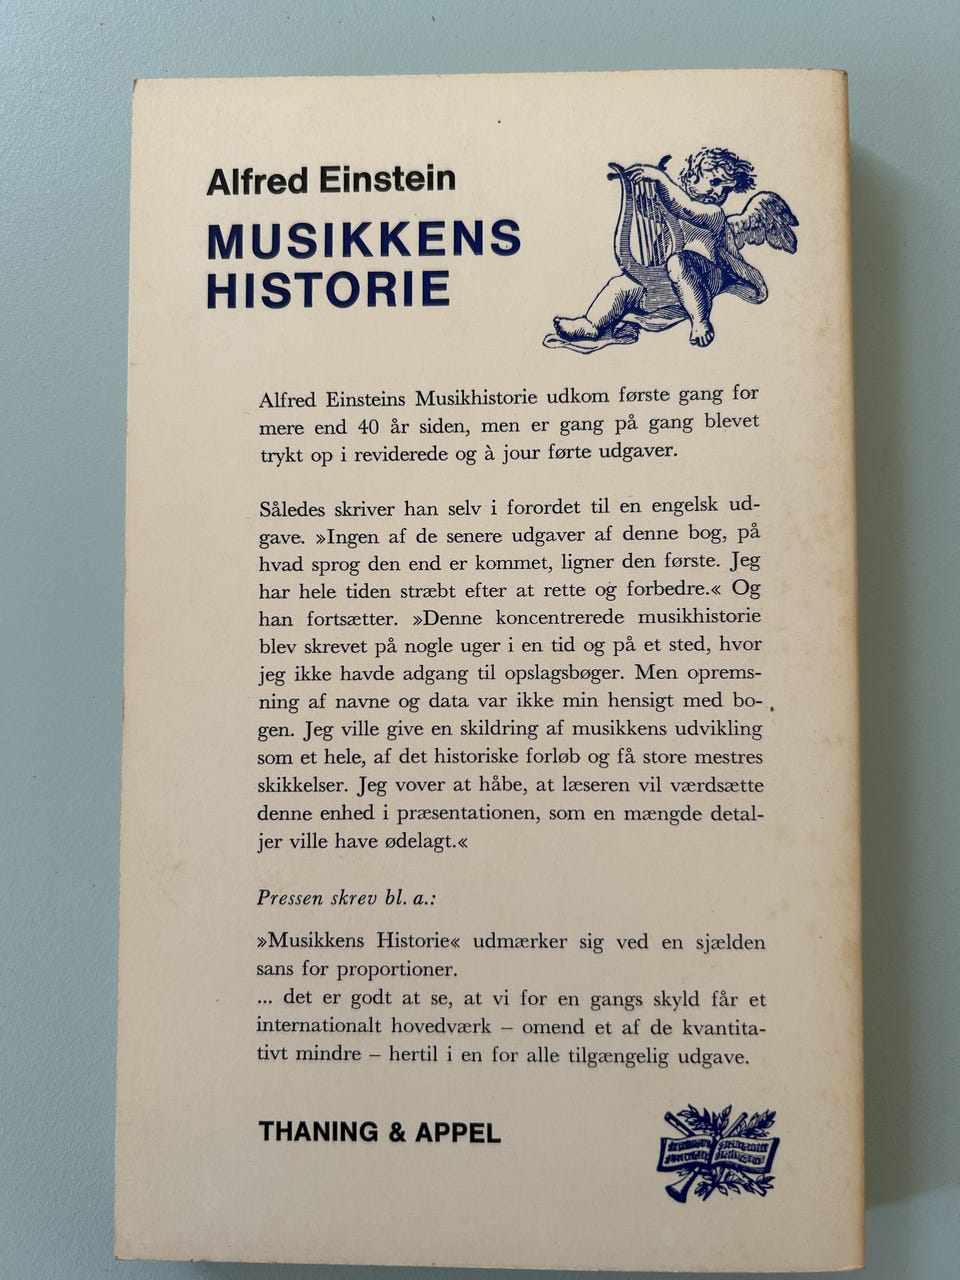 Alfred Einstein
MUSIKKENS
HISTORIE
Alfred Einsteins Musikhistorie udkom første gang for
mere end 40 år siden, men er gang på gang blevet
trykt op i reviderede og à jour førte udgaver.
Således skriver han selv i forordet til en engelsk ud-
gave. »Ingen af de senere udgaver af denne bog, på
hvad sprog den end er kommet, ligner den første. Jeg
har hele tiden stræbt efter at rette og forbedre.« Og
han fortsætter. »Denne koncentrerede musikhistorie
blev skrevet på nogle uger i en tid og på et sted, hvor
jeg ikke havde adgang til opslagsbøger. Men oprems-
ning af navne og data var ikke min hensigt med bo-
gen. Jeg ville give en skildring af musikkens udvikling
som et hele, af det historiske forløb og få store mestres
skikkelser. Jeg vover at håbe, at læseren vil værdsætte
denne enhed i præsentationen, som en mængde detal-
jer ville have ødelagt.«
Pressen skrev bl. a.:
»Musikkens Historie« udmærker sig ved en sjælden
sans for proportioner.
... det er godt at se, at vi for en gangs skyld får et
internationalt hovedværk – omend et af de kvantita-
tivt mindre – hertil i en for alle tilgængelig udgave.
THANING & APPEL